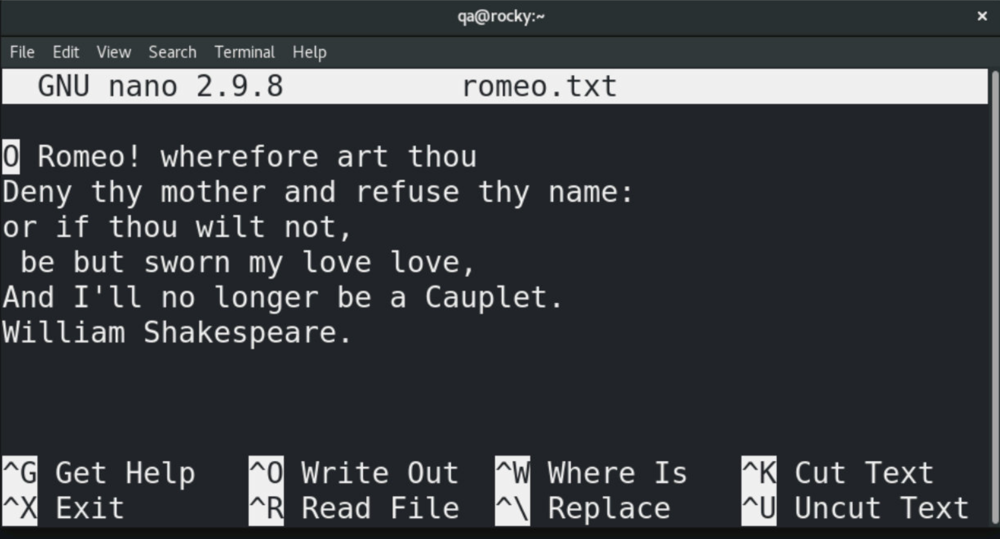 qa@rocky:~ ×
File Edit View Search Terminal Help
GNU nano 2.9.8 romeo.txt
O Romeo! wherefore art thou
Deny thy mother and refuse thy name:
or if thou wilt not,
 be but sworn my love love,
And I'll no longer be a Cauplet.
William Shakespeare.
^G Get Help ^O Write Out ^W Where Is ^K Cut Text
^X Exit ^R Read File ^\ Replace ^U Uncut Text